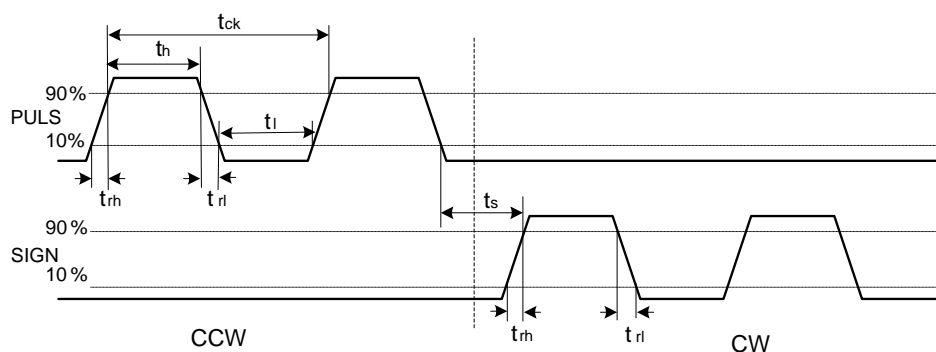 tck
th
90%
PULS
tl
10%
trh
trl
ts
90%
SIGN
10%
trh
trl
CCW
CW